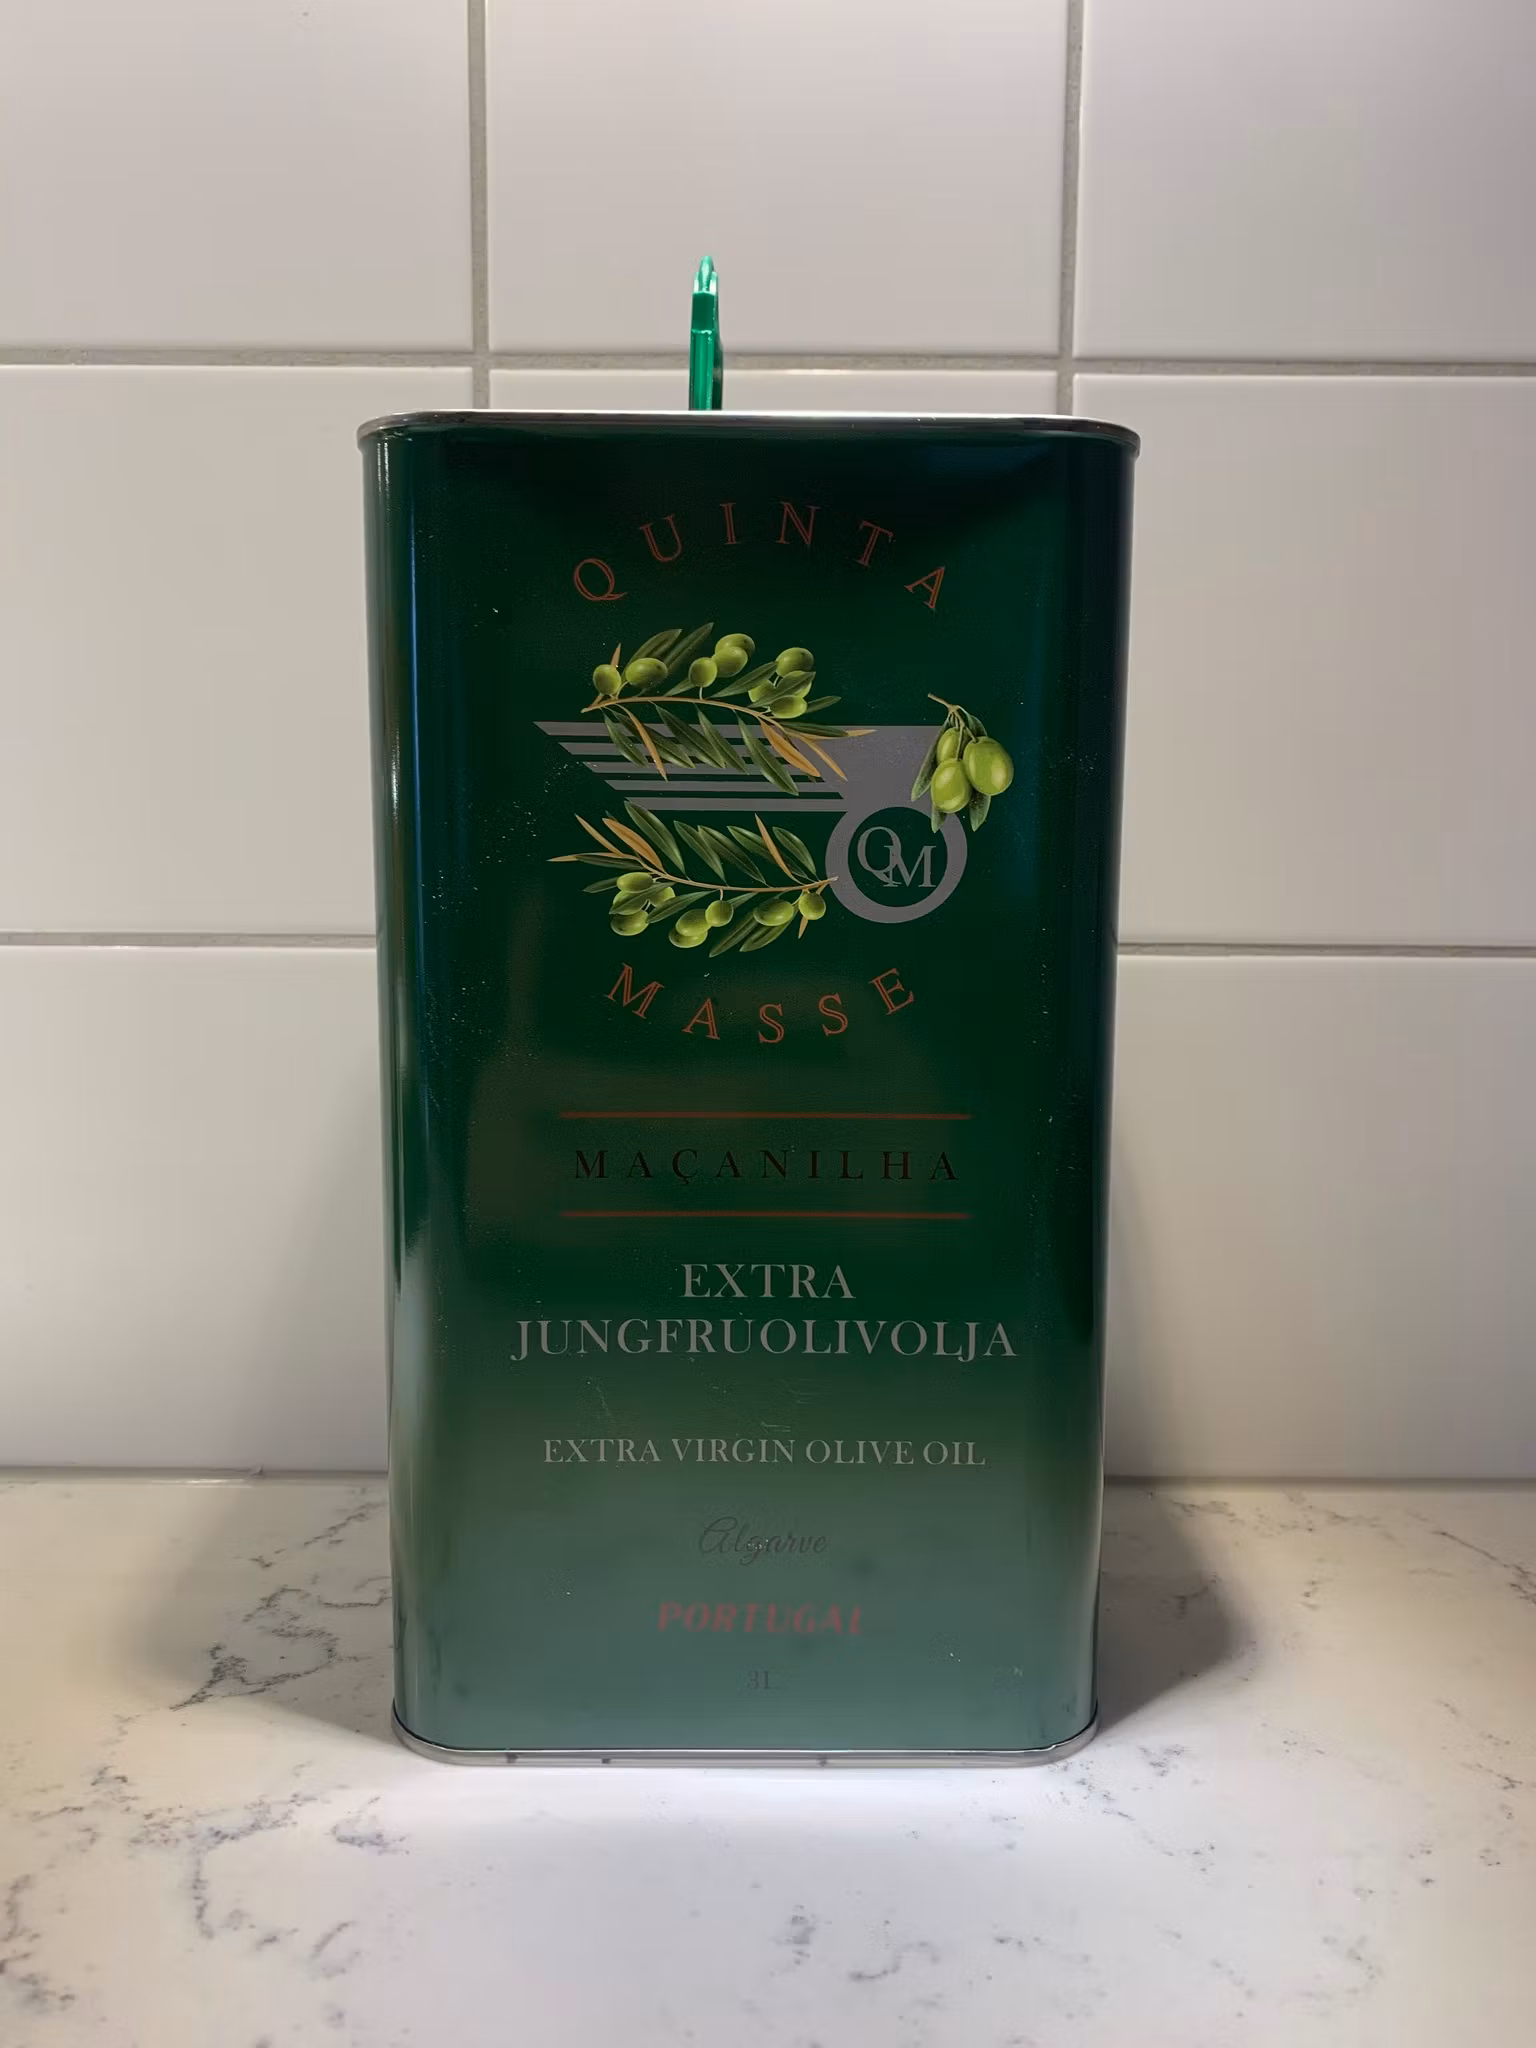 QUINTA
QM
MASSE
MAÇANILHA
EXTRA
JUNGFRUOLIVOLJA
EXTRA VIRGIN OLIVE OIL
Algarve
PORTUGAL
3L